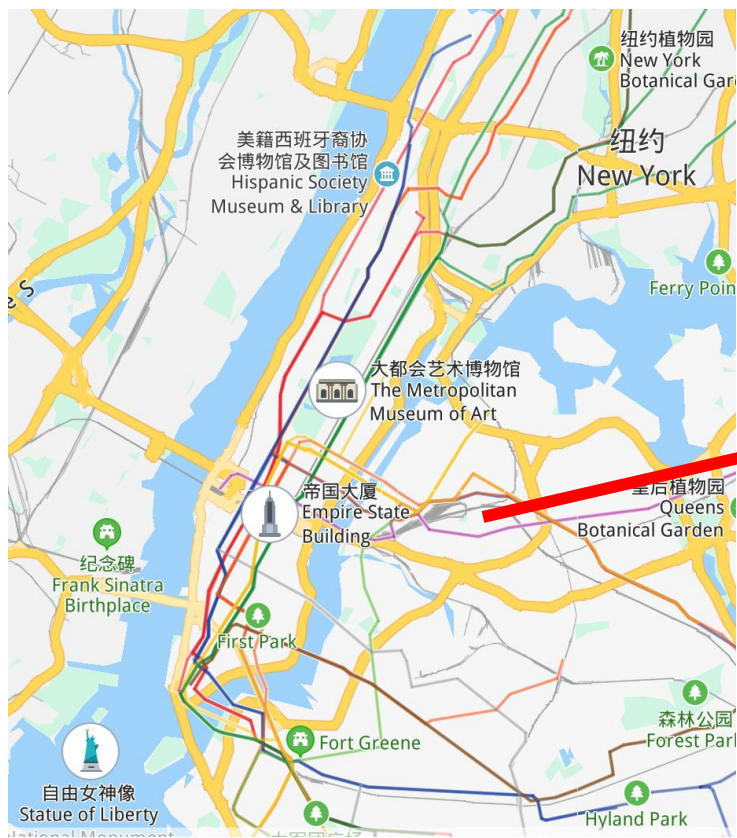 纽约植物园
New York
Botanical Gar
美籍西班牙裔协
会博物馆及图书馆
Hispanic Society
Museum & Library
纽约
New York
e S
Ferry Poin
大都会艺术博物馆
The Metropolitan
Museum of Art
帝国大厦
Empire State
Building
皇后植物园
Queens
Botanical Garden
纪念碑
Frank Sinatra
Birthplace
First Park
森林公园
Forest Park
Fort Greene
自由女神像
Statue of Liberty
Hyland Park